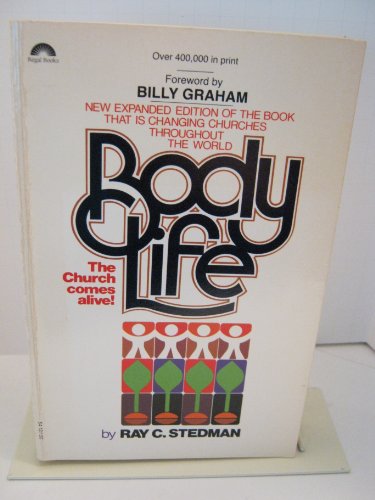 Regal Books
Over 400,000 in print
Foreword by
BILLY GRAHAM
NEW EXPANDED EDITION OF THE BOOK
THAT IS CHANGING CHURCHES
THROUGHOUT
THE WORLD
Body
Life
The
Church
comes
alive!
by RAY C. STEDMAN